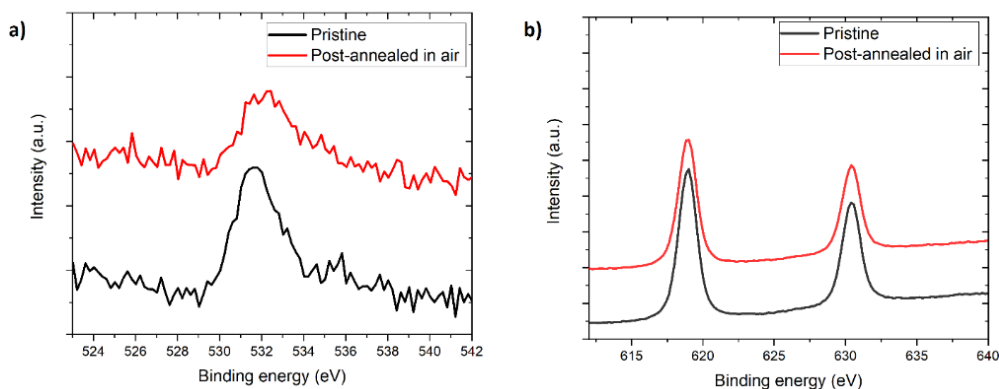 a)
Pristine
Post-annealed in air
Intensity (a.u.)
524 526 528 530 532 534 536 538 540 542
Binding energy (eV)
b)
Pristine
Post-annealed in air
Intensity (a.u.)
615 620 625 630 635 640
Binding energy (eV)